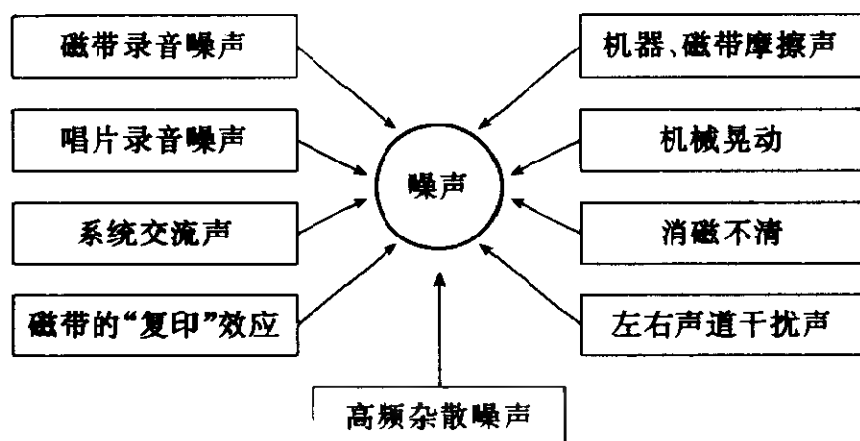 磁带录音噪声
机器、磁带摩擦声
唱片录音噪声
机械晃动
噪声
系统交流声
消磁不清
磁带的“复印”效应
左右声道干扰声
高频杂散噪声